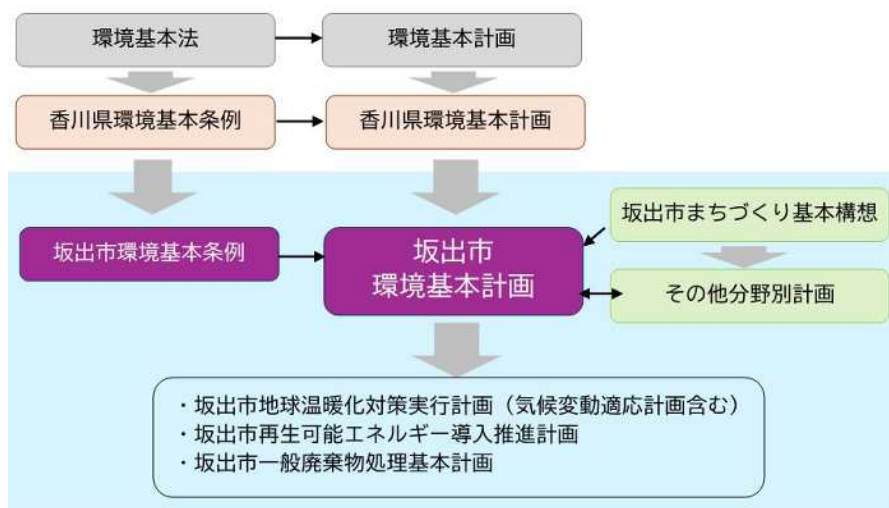 環境基本法
環境基本計画
香川県環境基本条例
香川県環境基本計画
坂出市まちづくり基本構想
坂出市環境基本条例
坂出市
環境基本計画
その他分野別計画
・坂出市地球温暖化対策実行計画（気候変動適応計画含む）
・坂出市再生可能エネルギー導入推進計画
・坂出市一般廃棄物処理基本計画